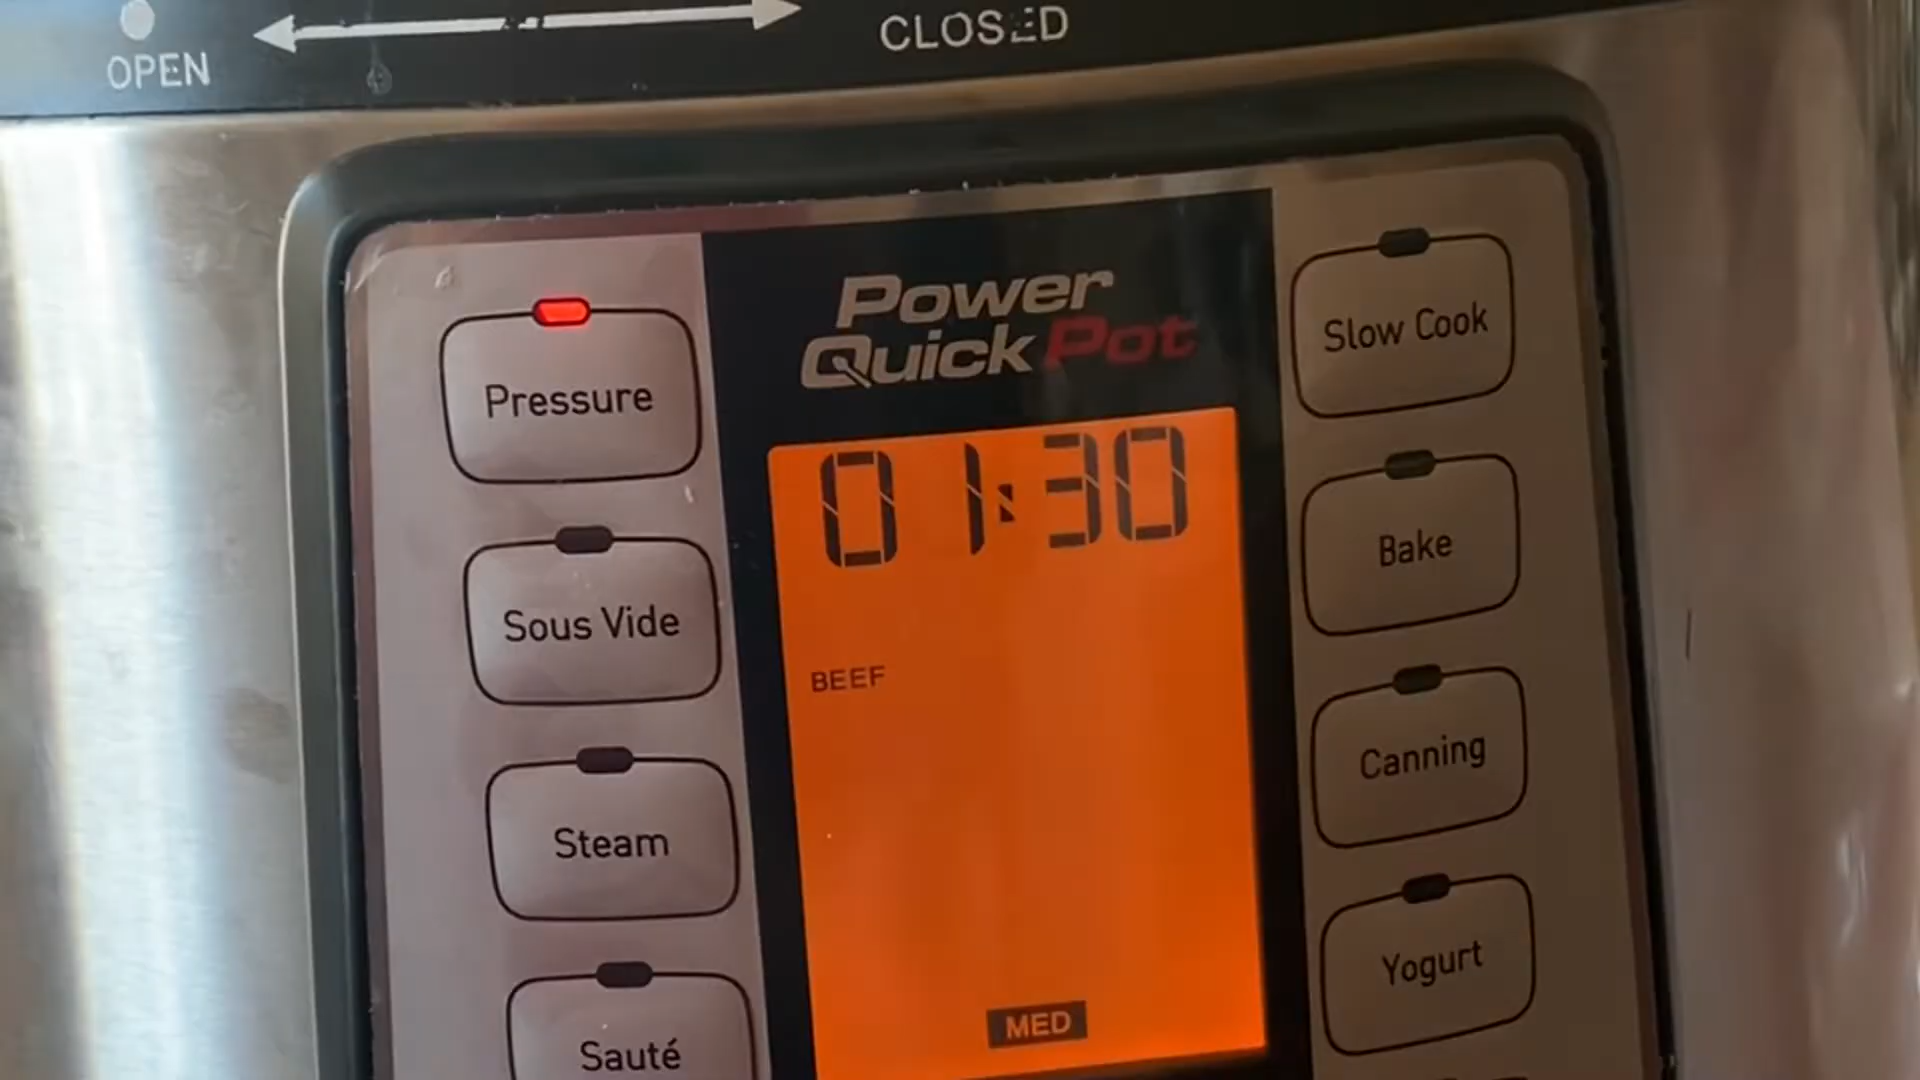 OPEN
CLOSED
Power
QuickPot
Pressure
Sous Vide
Steam
Sauté
01:30
BEEF
MED
Slow Cook
Bake
Canning
Yogurt